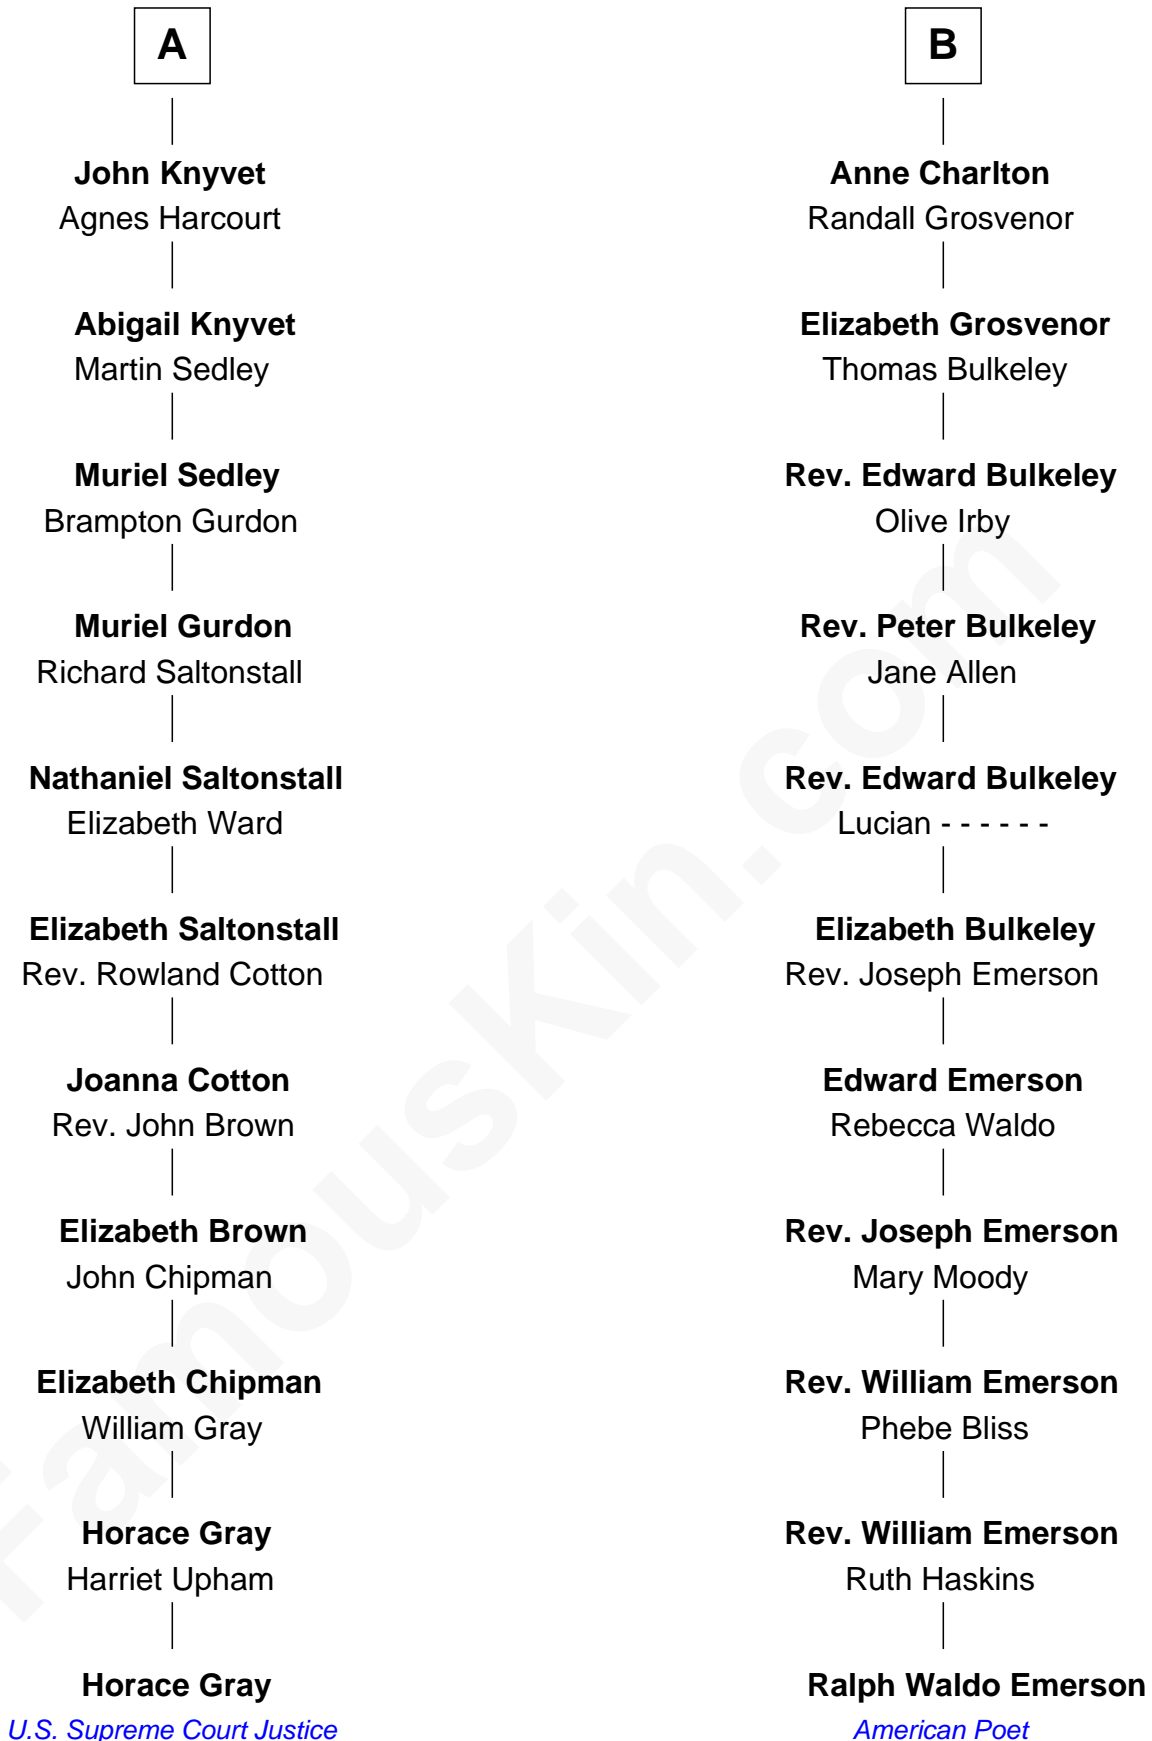 A
John Knyvet
Agnes Harcourt
Abigail Knyvet
Martin Sedley
Muriel Sedley
Brampton Gurdon
Muriel Gurdon
Richard Saltonstall
Nathaniel Saltonstall
Elizabeth Ward
Elizabeth Saltonstall
Rev. Rowland Cotton
Joanna Cotton
Rev. John Brown
Elizabeth Brown
John Chipman
Elizabeth Chipman
William Gray
Horace Gray
Harriet Upham
Horace Gray
U.S. Supreme Court Justice
B
Anne Charlton
Randall Grosvenor
Elizabeth Grosvenor
Thomas Bulkeley
Rev. Edward Bulkeley
Olive Irby
Rev. Peter Bulkeley
Jane Allen
Rev. Edward Bulkeley
Lucian - - - - - -
Elizabeth Bulkeley
Rev. Joseph Emerson
Edward Emerson
Rebecca Waldo
Rev. Joseph Emerson
Mary Moody
Rev. William Emerson
Phebe Bliss
Rev. William Emerson
Ruth Haskins
Ralph Waldo Emerson
American Poet
FamousKin.com